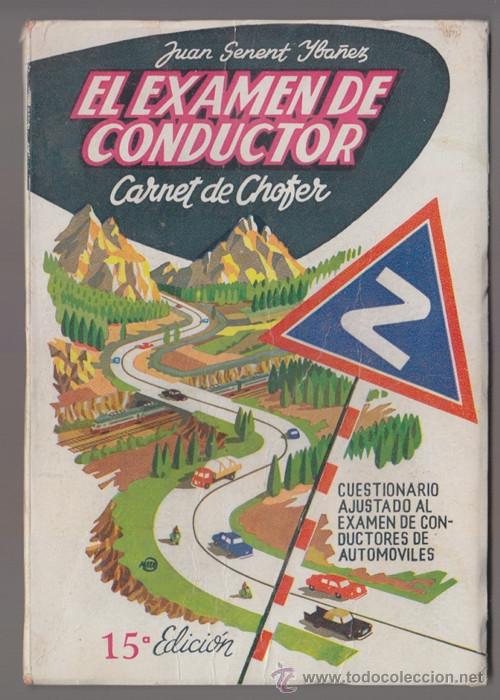 Juan Senent Ybañez
EL EXAMEN DE
CONDUCTOR
Carnet de Chofer
CUESTIONARIO
AJUSTADO AL
EXAMEN DE CON-
DUCTORES DE
AUTOMOVILES
15ª Edición
www.todocoleccion.net